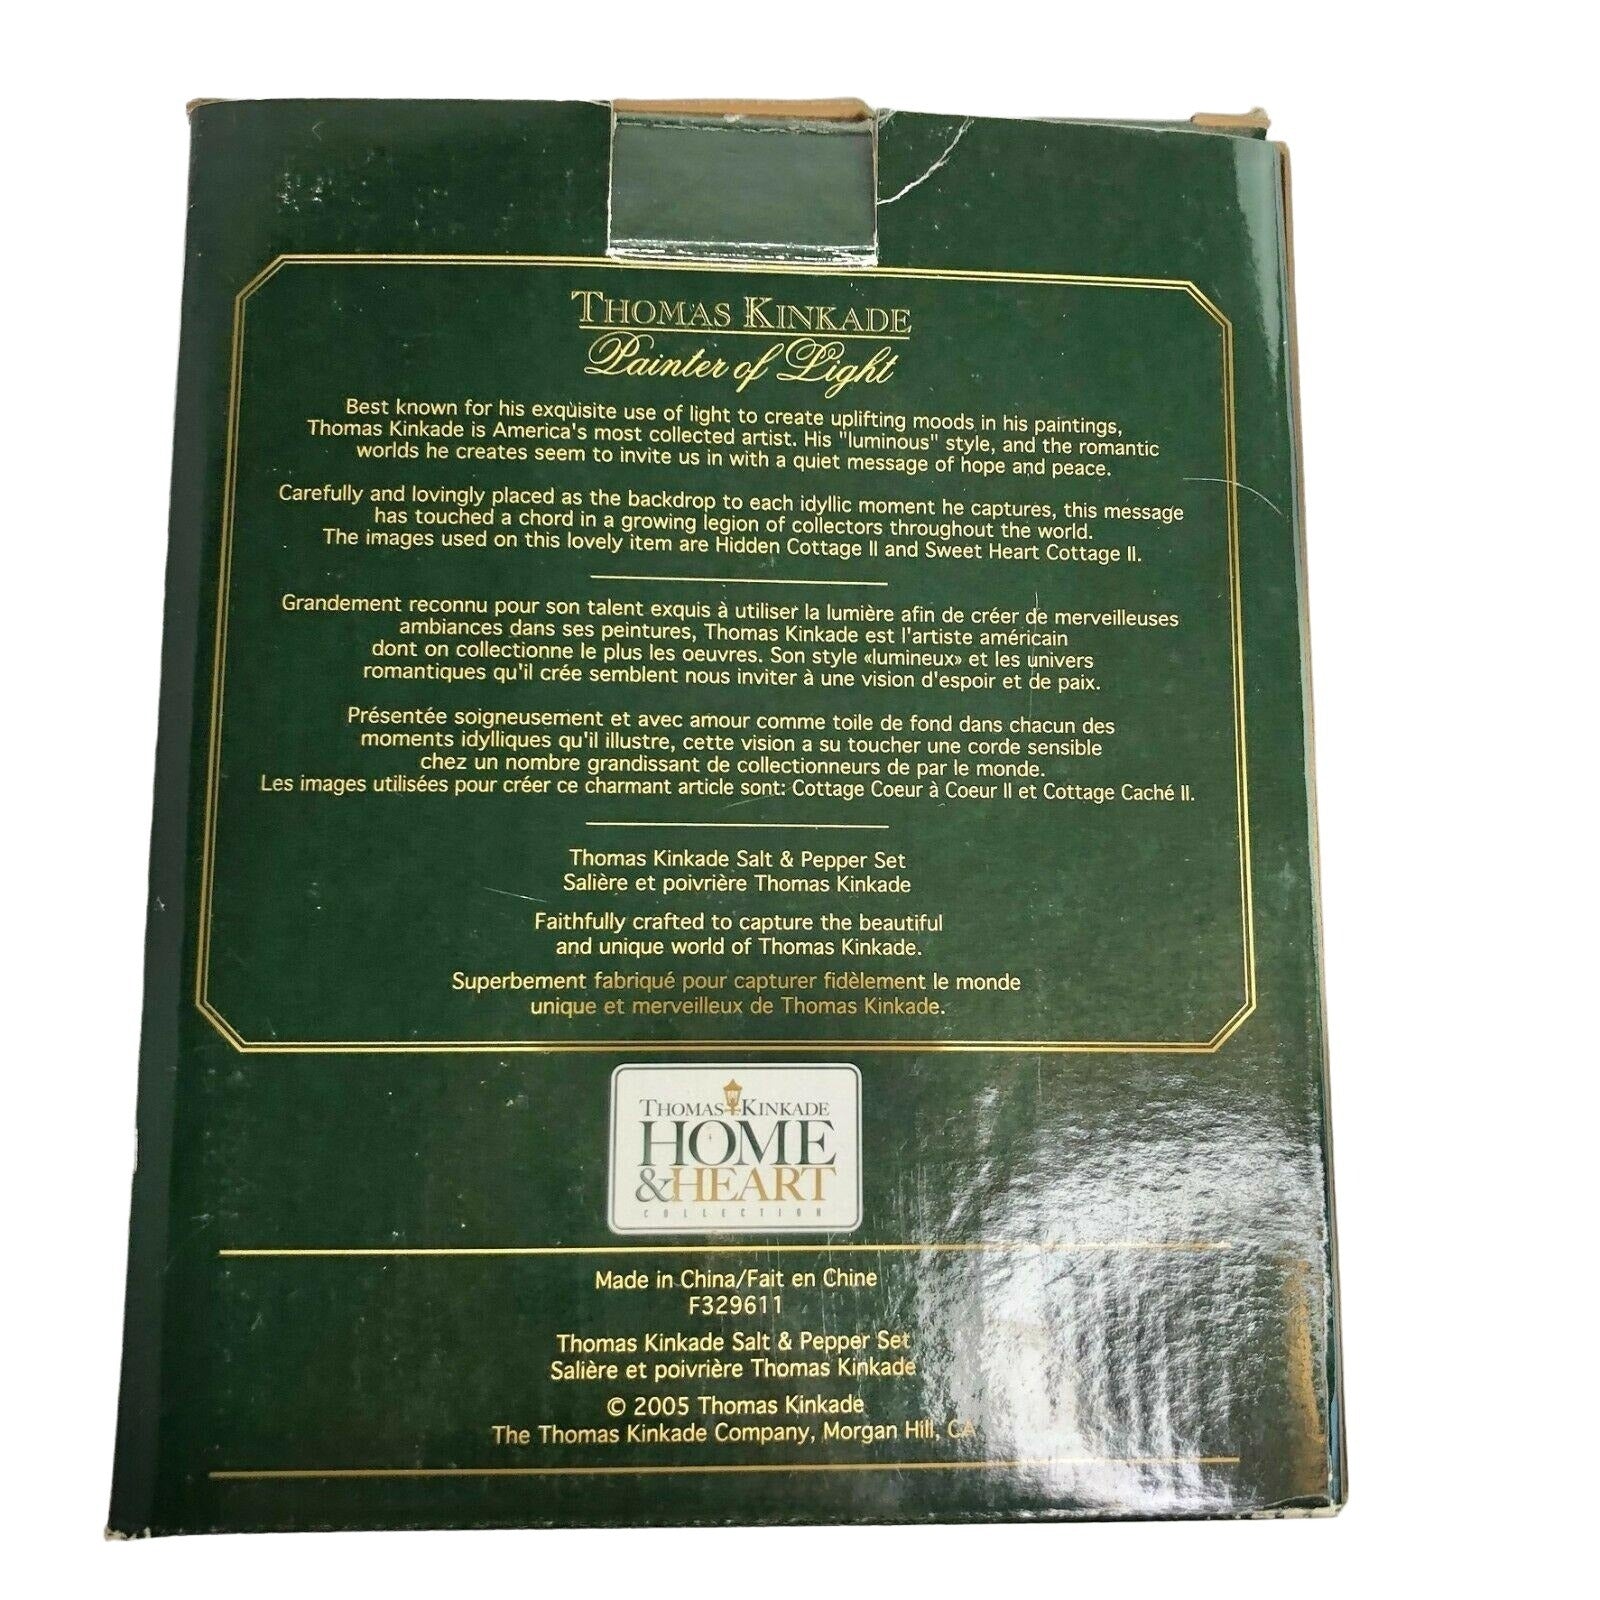 THOMAS KINKADE
Painter of Light
Best known for his exquisite use of light to create uplifting moods in his paintings,
Thomas Kinkade is America's most collected artist. His "luminous" style, and the romantic
worlds he creates seem to invite us in with a quiet message of hope and peace.
Carefully and lovingly placed as the backdrop to each idyllic moment he captures, this message
has touched a chord in a growing legion of collectors throughout the world.
The images used on this lovely item are Hidden Cottage II and Sweet Heart Cottage II.
Grandement reconnu pour son talent exquis à utiliser la lumière afin de créer de merveilleuses
ambiances dans ses peintures, Thomas Kinkade est l'artiste américain
dont on collectionne le plus les oeuvres. Son style «lumineux» et les univers
romantiques qu'il crée semblent nous inviter à une vision d'espoir et de paix.
Présentée soigneusement et avec amour comme toile de fond dans chacun des
moments idylliques qu'il illustre, cette vision a su toucher une corde sensible
chez un nombre grandissant de collectionneurs de par le monde.
Les images utilisées pour créer ce charmant article sont: Cottage Coeur à Coeur II et Cottage Caché II.
Thomas Kinkade Salt & Pepper Set
Salière et poivrière Thomas Kinkade
Faithfully crafted to capture the beautiful
and unique world of Thomas Kinkade.
Superbement fabriqué pour capturer fidèlement le monde
unique et merveilleux de Thomas Kinkade.
THOMAS KINKADE
HOME
&HEART
COLLECTION
Made in China/Fait en Chine
F329611
Thomas Kinkade Salt & Pepper Set
Salière et poivrière Thomas Kinkade
© 2005 Thomas Kinkade
The Thomas Kinkade Company, Morgan Hill, CA